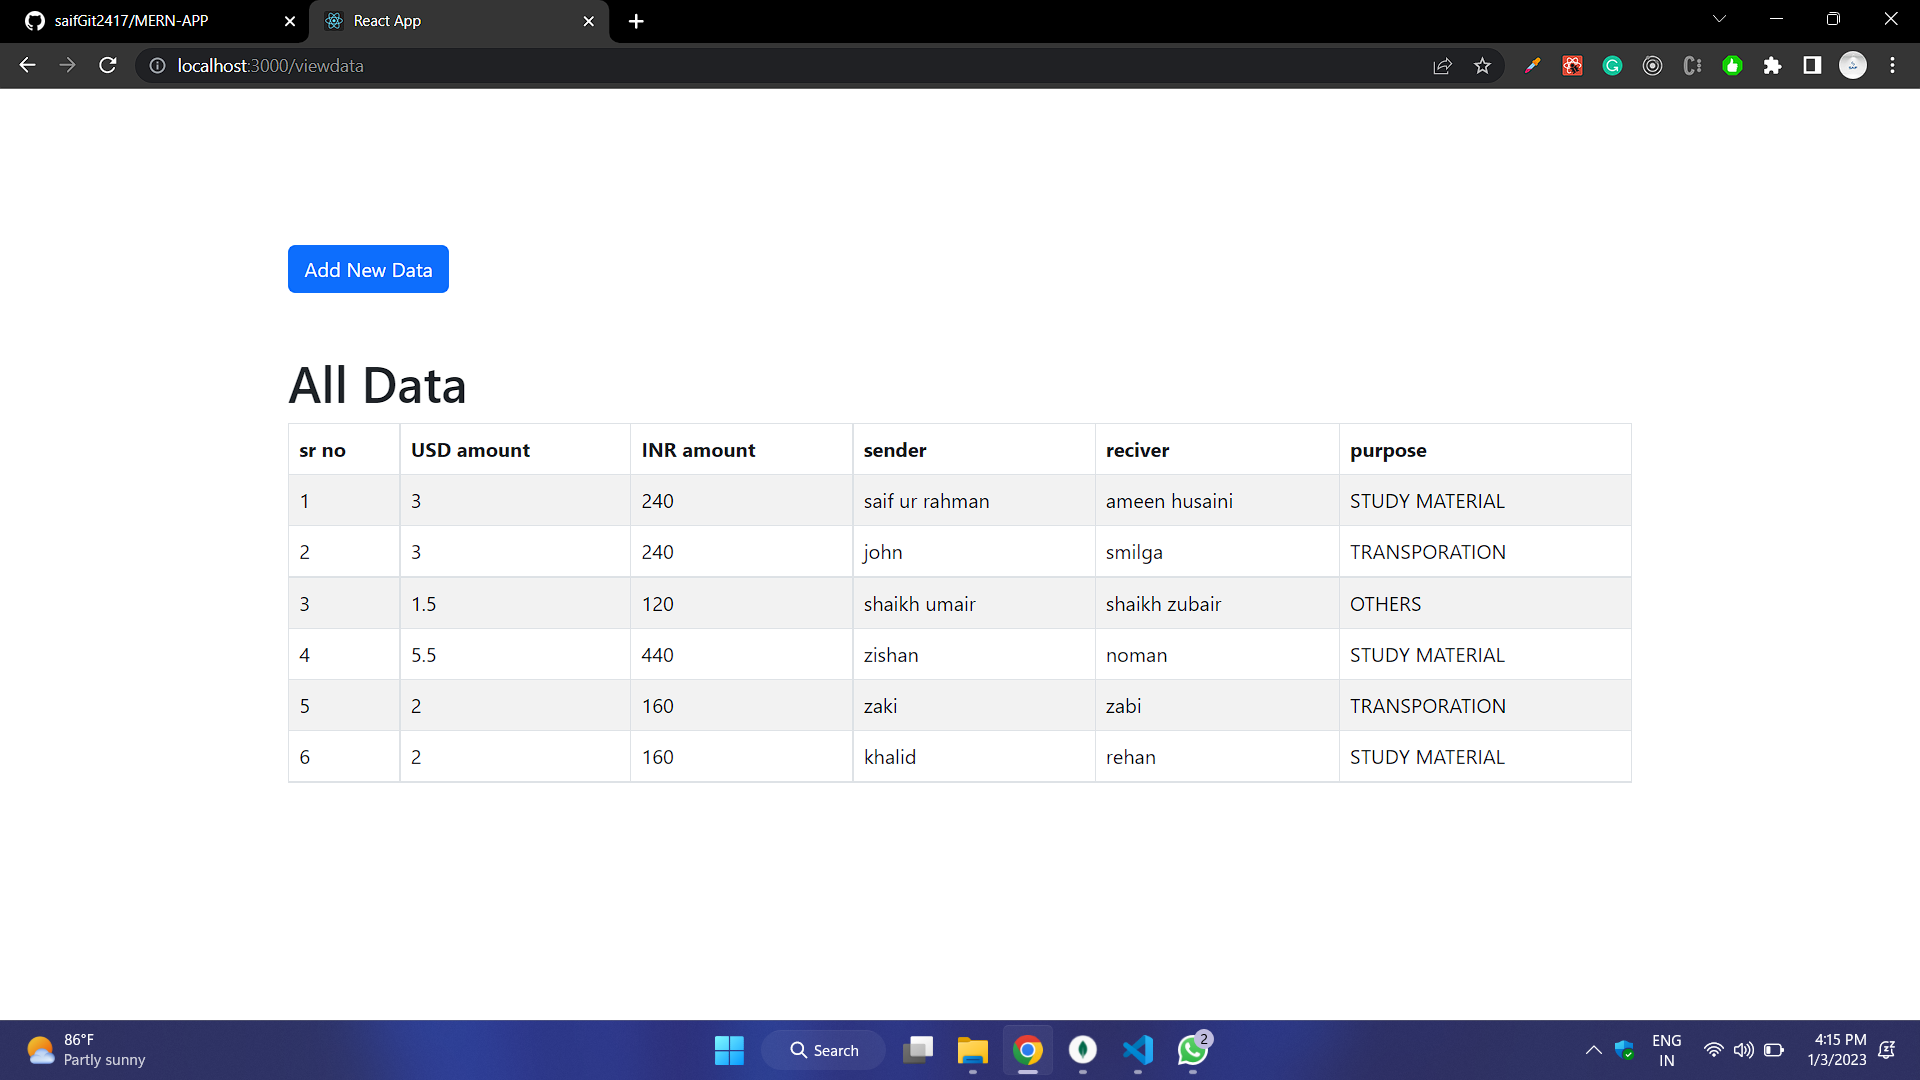 saifGit2417/MERN-APP
React App
localhost:3000/viewdata
Add New Data
All Data
sr no USD amount INR amount sender reciver purpose
1 3 240 saif ur rahman ameen husaini STUDY MATERIAL
2 3 240 john smilga TRANSPORATION
3 1.5 120 shaikh umair shaikh zubair OTHERS
4 5.5 440 zishan noman STUDY MATERIAL
5 2 160 zaki zabi TRANSPORATION
6 2 160 khalid rehan STUDY MATERIAL
86°F
Partly sunny
Search
2
ENG
IN
4:15 PM
1/3/2023